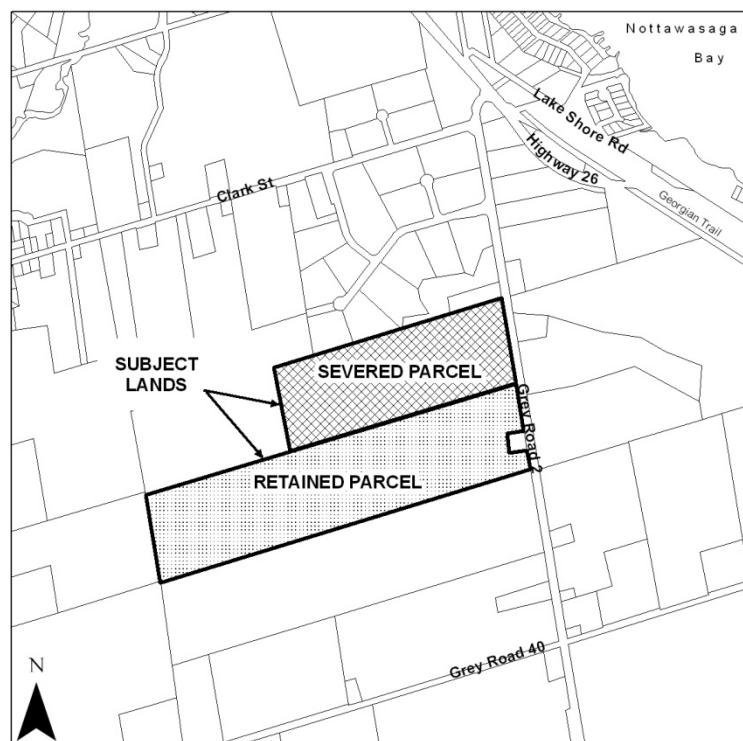 Nottawasaga
Bay
Lake Shore Rd
Highway 26
Georgian Trail
Clark St
SUBJECT
LANDS
SEVERED PARCEL
Grey Road 2
RETAINED PARCEL
Grey Road 40
N